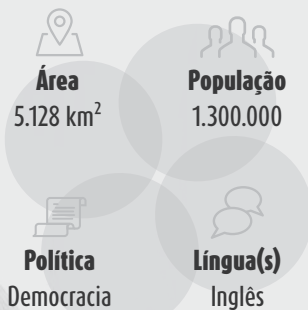 Área
5.128 km²
População
1.300.000
Política
Democracia
Língua(s)
Inglês